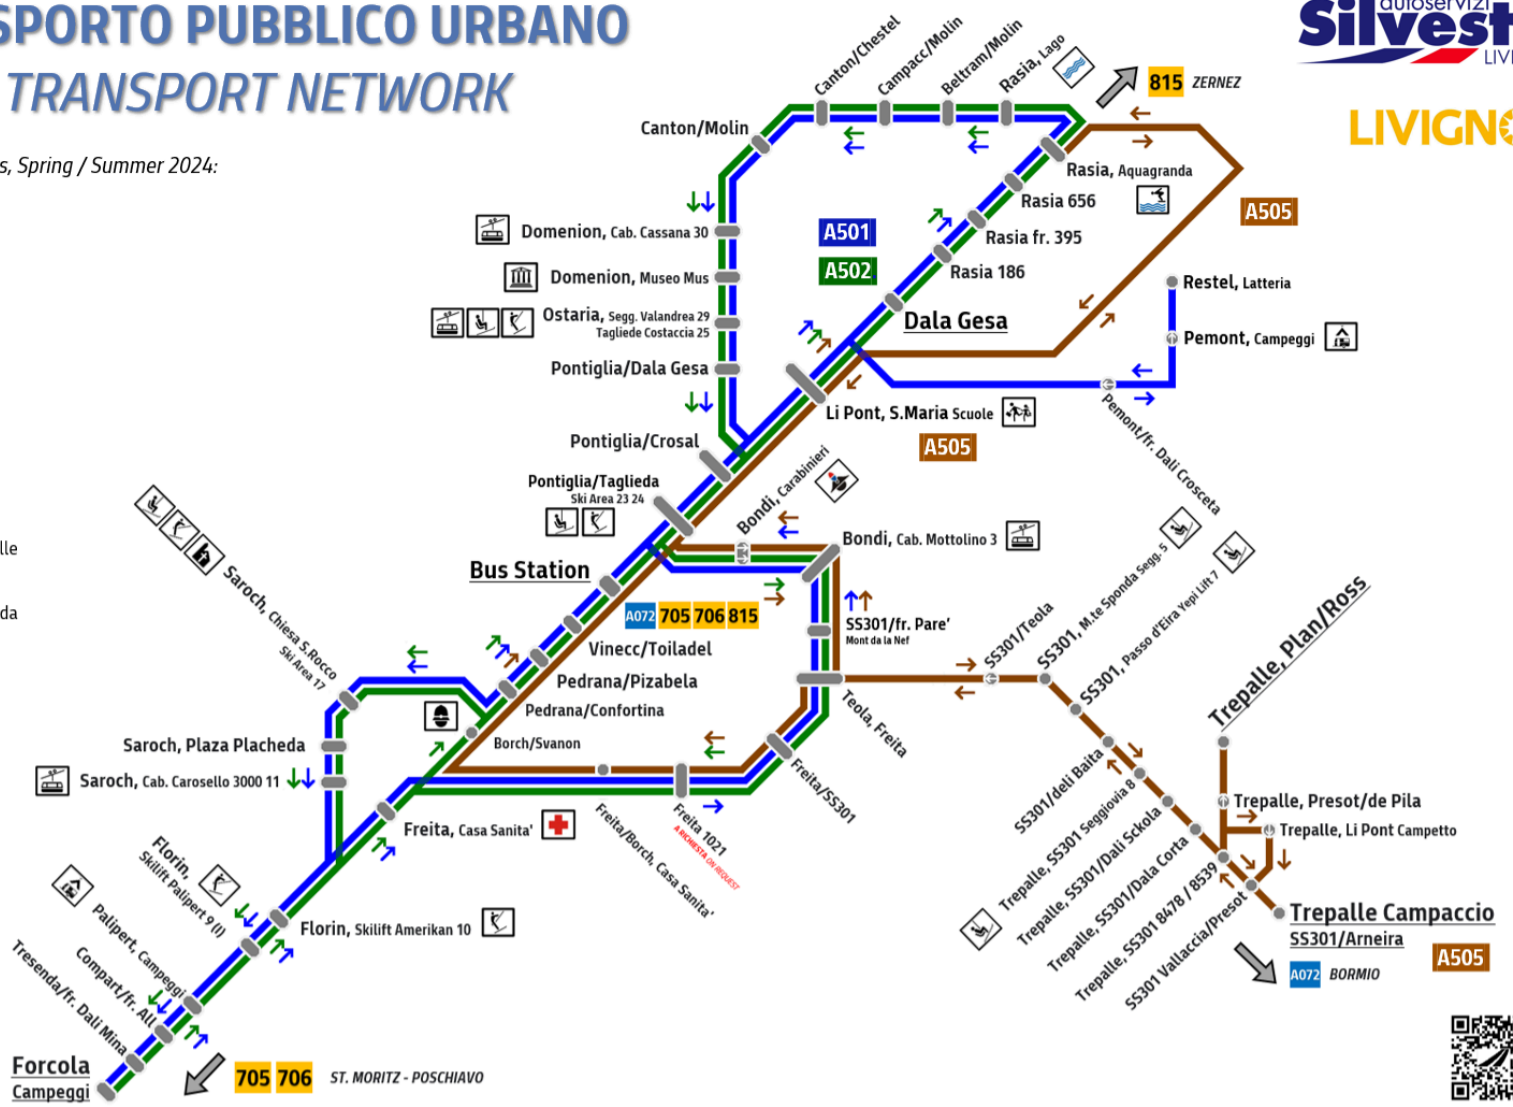 SPORTO PUBBLICO URBANO
TRANSPORT NETWORK
s, Spring / Summer 2024:
autoservizi
Silvest
LIVI
LIVIGN
815 ZERNEZ
Canton/Chestel
Campacc/Molin
Beltram/Molin
Rasia, Lago
Canton/Molin
Rasia, Aquagranda
Rasia 656
Rasia fr. 395
Rasia 186
A501
A502
A505
Domenion, Cab. Cassana 30
Domenion, Museo Mus
Ostaria, Segg. Valandrea 29
Tagliede Costaccia 25
Pontiglia/Dala Gesa
Dala Gesa
Restel, Latteria
Pemont, Campeggi
Pemont/fr. Dali Crosceta
Li Pont, S.Maria Scuole
A505
Pontiglia/Crosal
Pontiglia/Taglieda
Ski Area 23 24
Bondi, Carabinieri
Bondi, Cab. Mottolino 3
lle
da
Bus Station
A072 705 706 815
Vinecc/Toiladel
Pedrana/Pizabela
Pedrana/Confortina
Borch/Svanon
SS301/fr. Pare'
Mont da la Nef
Teola, Freita
SS301/Teola
SS301, M.te Sponda Segg. 5
SS301, Passo d'Eira Yepi Lift 7
Trepalle, Plan/Ross
Saroch, Chiesa S.Rocco
Ski Area 17
Saroch, Plaza Placheda
Saroch, Cab. Carosello 3000 11
Freita, Casa Sanita'
Freita/Borch, Casa Sanita'
Freita 1021
A RICHIESTA ON REQUEST
Freita/SS301
SS301/deli Baita
Trepalle, SS301 Seggiovia 8
Trepalle, SS301/Dali Sckola
Trepalle, SS301/Dala Corta
Trepalle, SS301 8478 / 8539
SS301 Vallaccia/Presot
Trepalle, Presot/de Pila
Trepalle, Li Pont Campetto
Trepalle Campaccio
SS301/Arneira
A505
A072 BORMIO
Florin,
Skilift Palipert 9 (I)
Florin, Skilift Amerikan 10
Palipert, Campeggi
Compart/fr. All
Tresenda/fr. Dali Mina
Forcola
Campeggi
705 706 ST. MORITZ - POSCHIAVO